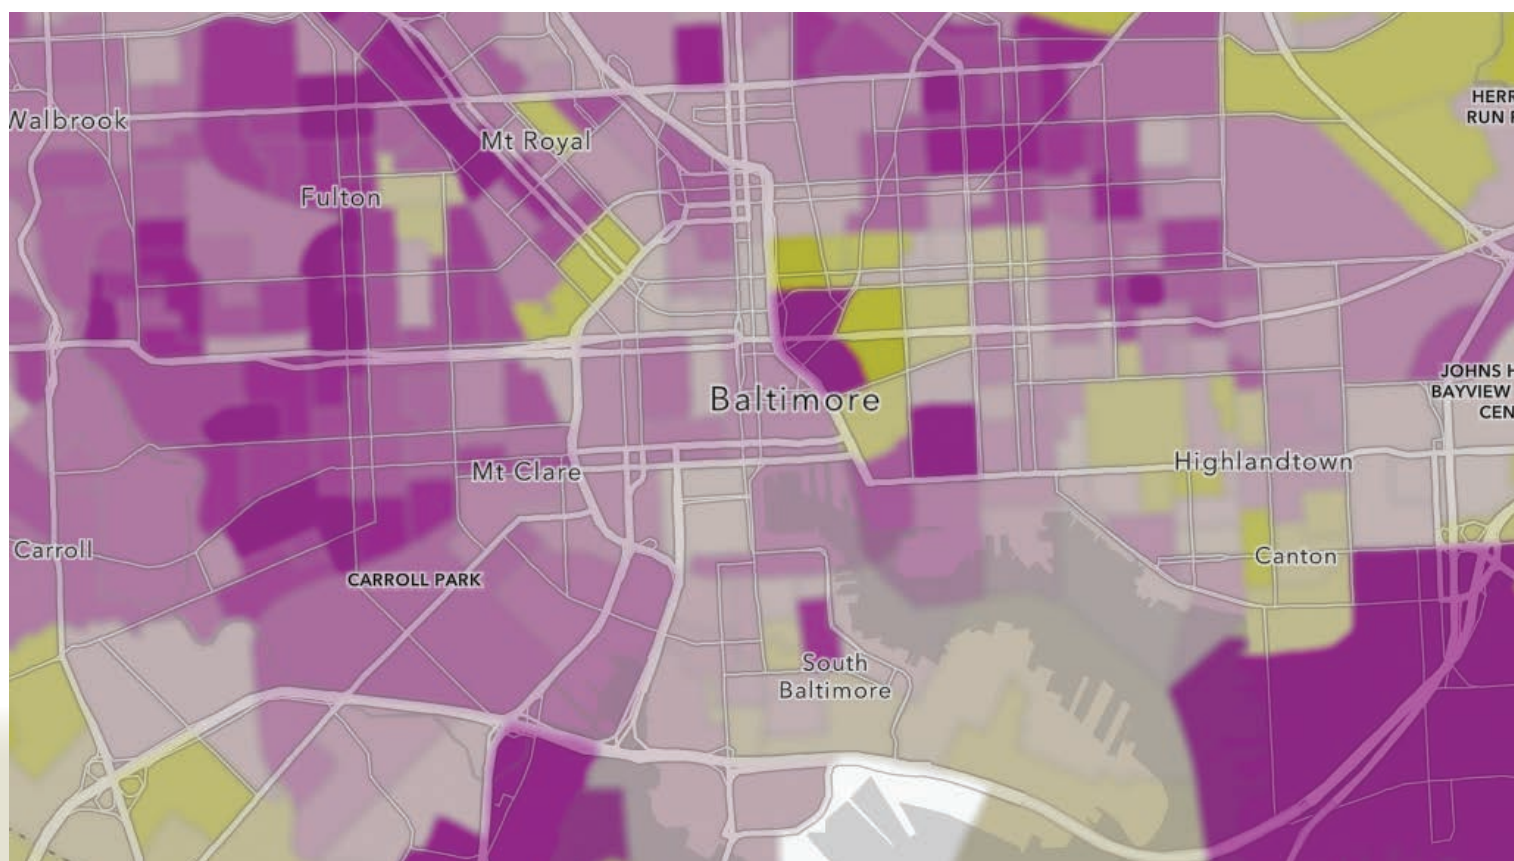 HERR
RUN P
Walbrook
Mt Royal
Fulton
JOHNS H
BAYVIEW
CEN
Baltimore
Highlandtown
Mt Clare
Carroll
Canton
CARROLL PARK
South
Baltimore